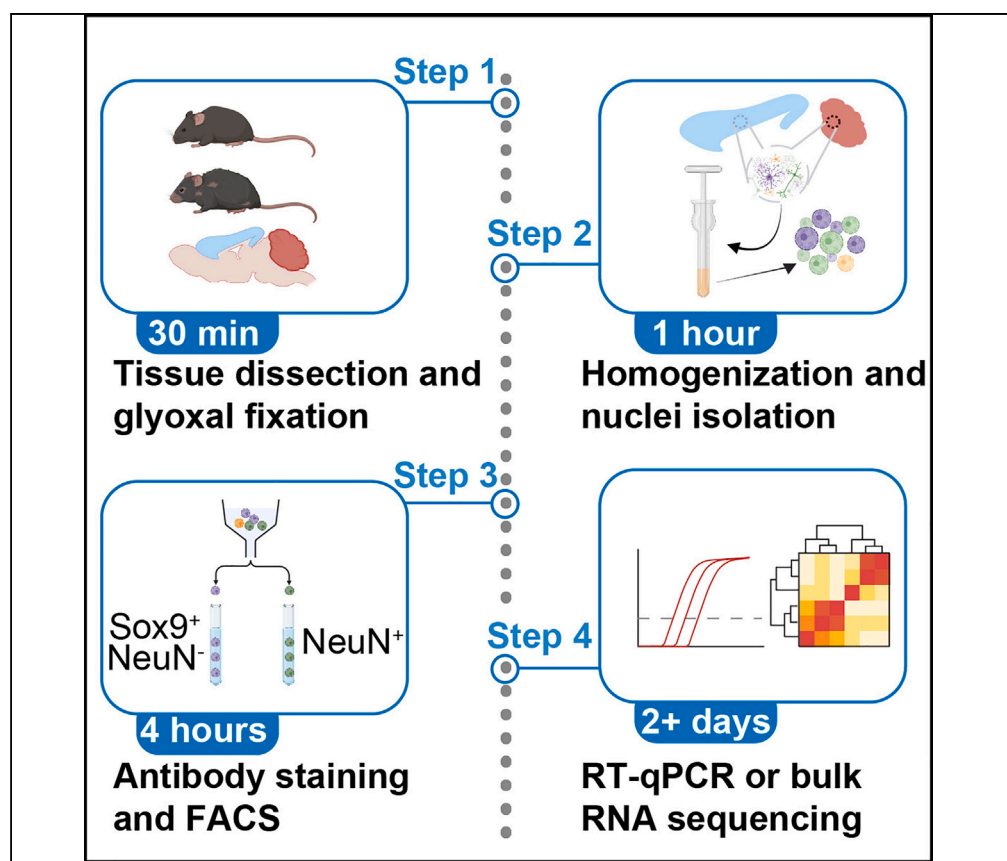 Step 1
30 min
Tissue dissection and
glyoxal fixation
Step 2
1 hour
Homogenization and
nuclei isolation
Step 3
Sox9⁺
NeuN⁻
NeuN⁺
4 hours
Antibody staining
and FACS
Step 4
2+ days
RT-qPCR or bulk
RNA sequencing